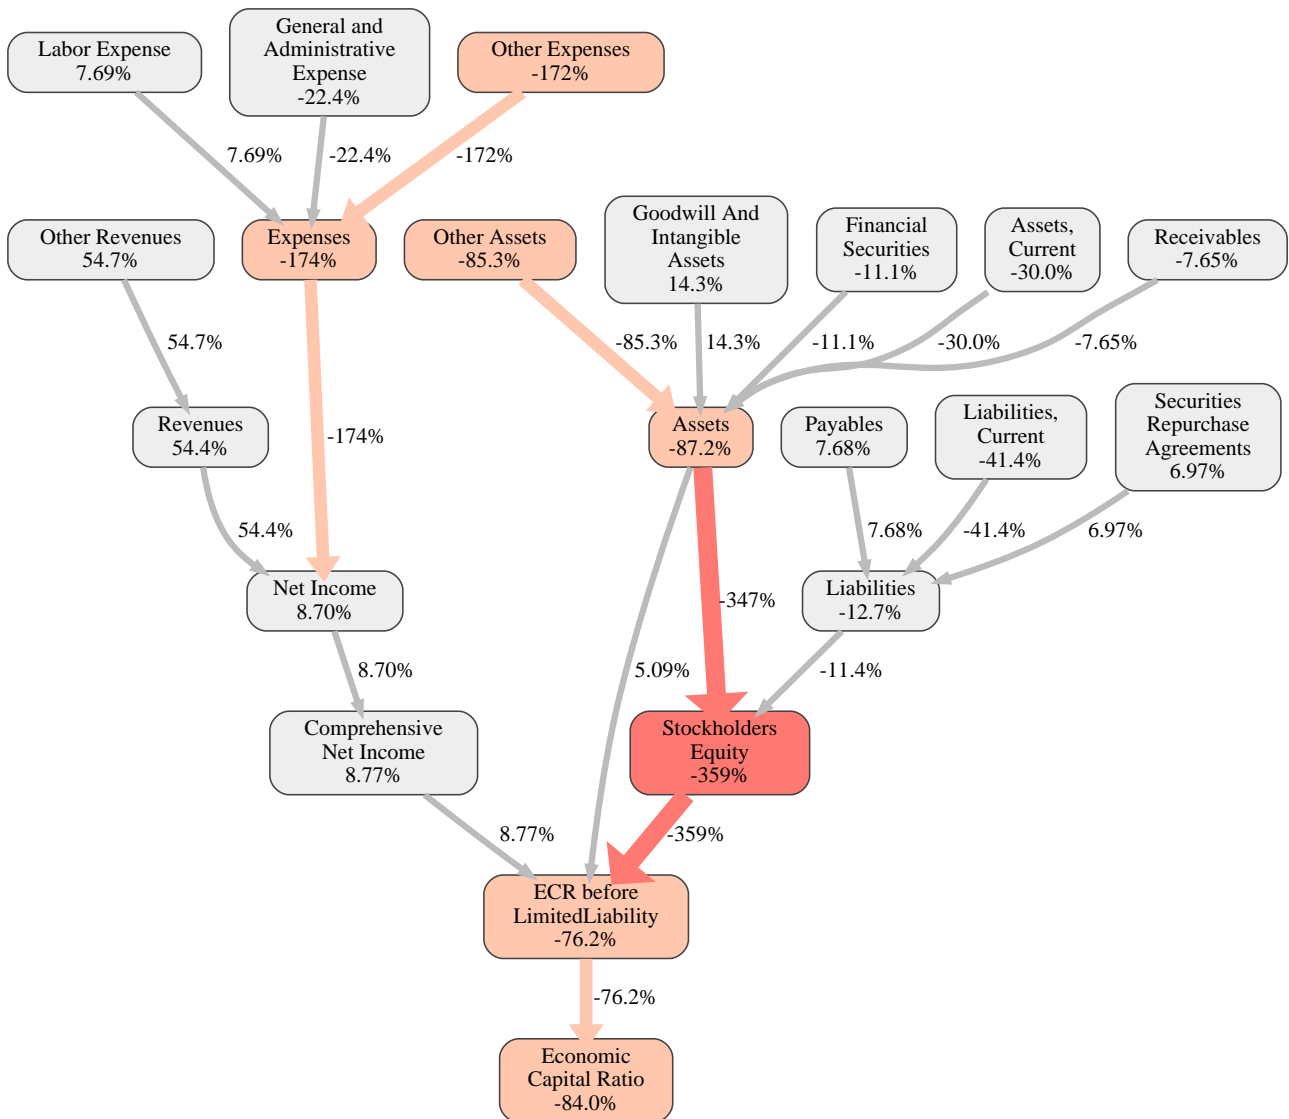 Labor Expense
7.69%
General and
Administrative
Expense
-22.4%
Other Expenses
-172%
7.69%
-22.4%
-172%
Other Revenues
54.7%
Expenses
-174%
Other Assets
-85.3%
Goodwill And
Intangible
Assets
14.3%
Financial
Securities
-11.1%
Assets,
Current
-30.0%
Receivables
-7.65%
54.7%
-85.3%
14.3%
-11.1%
-30.0%
-7.65%
Revenues
54.4%
-174%
Assets
-87.2%
Payables
7.68%
Liabilities,
Current
-41.4%
Securities
Repurchase
Agreements
6.97%
54.4%
7.68%
-41.4%
6.97%
Net Income
8.70%
-347%
Liabilities
-12.7%
8.70%
5.09%
-11.4%
Comprehensive
Net Income
8.77%
Stockholders
Equity
-359%
8.77%
-359%
ECR before
LimitedLiability
-76.2%
-76.2%
Economic
Capital Ratio
-84.0%